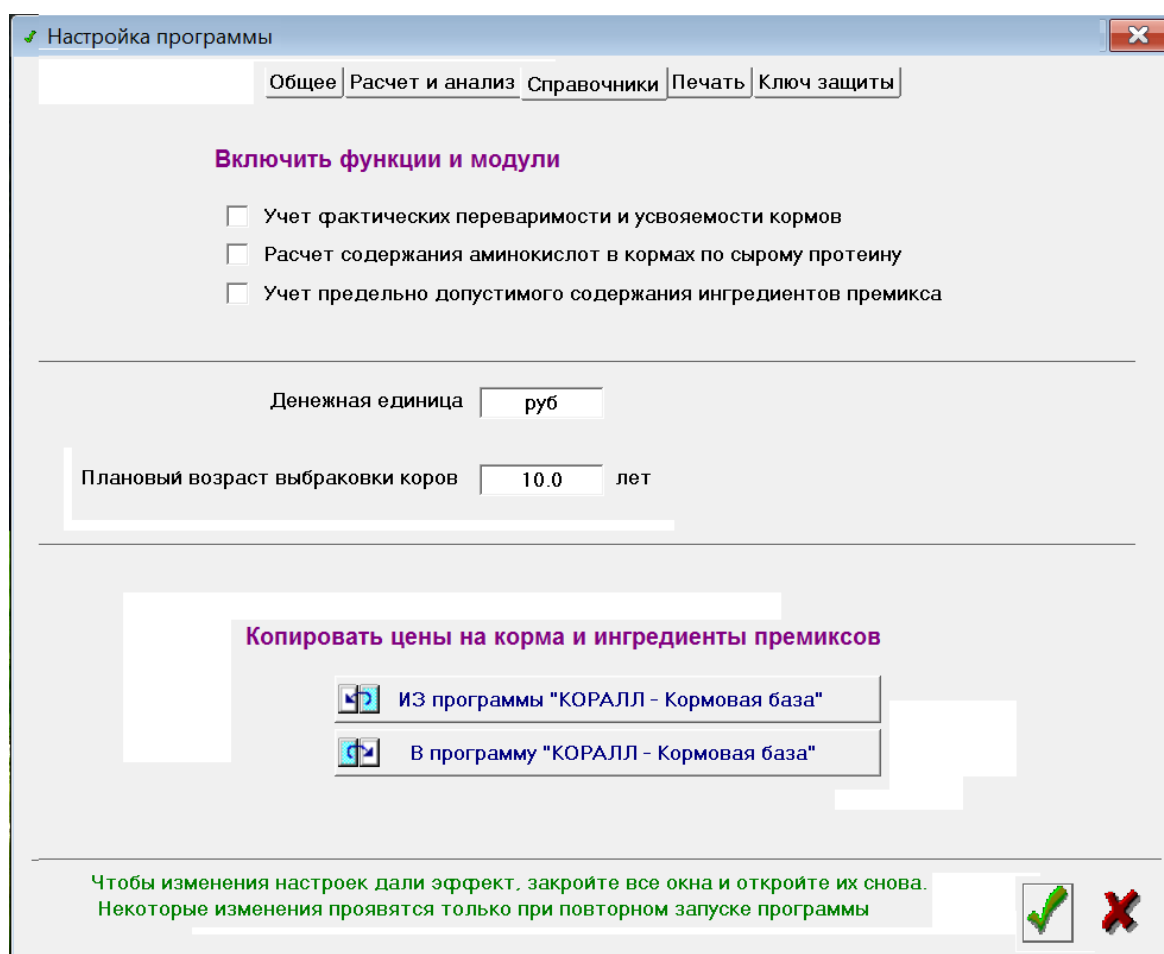 Настройка программы
Общее Расчет и анализ Справочники Печать Ключ защиты
Включить функции и модули
Учет фактических переваримости и усвояемости кормов
Расчет содержания аминокислот в кормах по сырому протеину
Учет предельно допустимого содержания ингредиентов премикса
Денежная единица руб
Плановый возраст выбраковки коров 10.0 лет
Копировать цены на корма и ингредиенты премиксов
ИЗ программы "КОРАЛЛ - Кормовая база"
В программу "КОРАЛЛ - Кормовая база"
Чтобы изменения настроек дали эффект, закройте все окна и откройте их снова.
Некоторые изменения проявятся только при повторном запуске программы